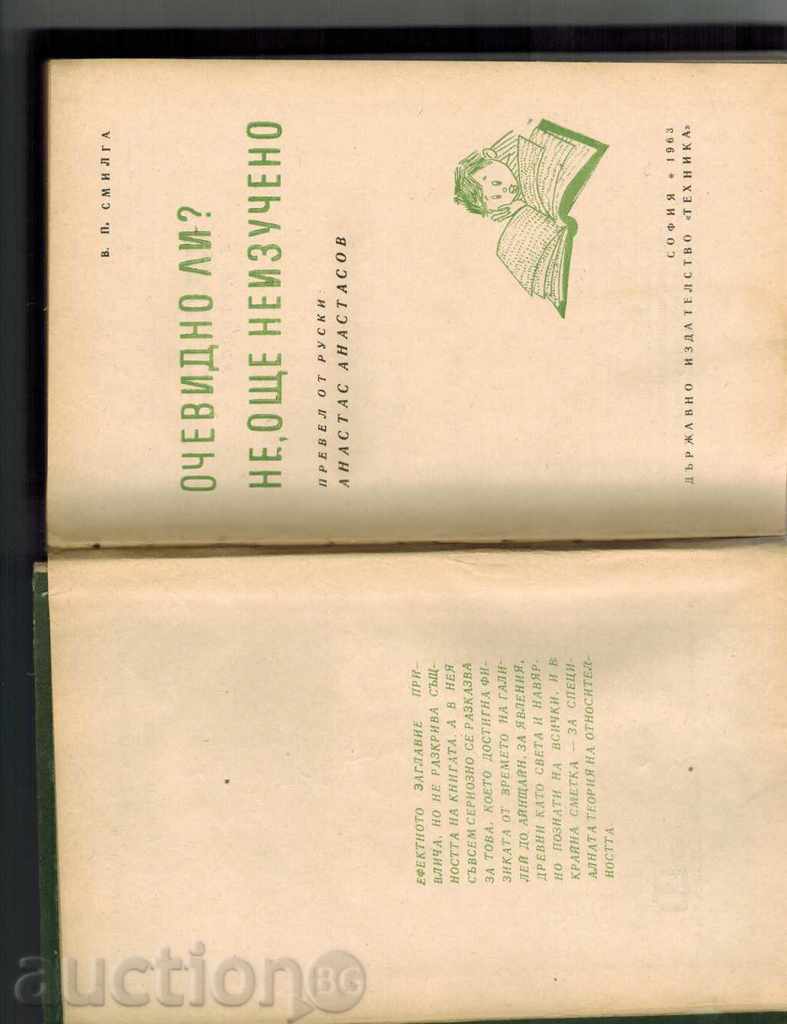 ЕФЕКТНОТО ЗАГЛАВИЕ ПРИ-
ВЛИЧА, НО НЕ РАЗКРИВА СЪЩ-
НОСТТА НА КНИГАТА. А В НЕЯ
СЪВСЕМ СЕРИОЗНО СЕ РАЗКАЗВА
ЗА ТОВА, КОЕТО ДОСТИГНА ФИ-
ЗИКАТА ОТ ВРЕМЕТО НА ГАЛИ-
ЛЕЙ ДО АЙНЩАЙН, ЗА ЯВЛЕНИЯ,
ДРЕВНИ КАТО СВЕТА И НАВЯР-
НО ПОЗНАТИ НА ВСИЧКИ, И В
КРАЙНА СМЕТКА — ЗА СПЕЦИ-
АЛНАТА ТЕОРИЯ НА ОТНОСИТЕЛ-
НОСТТА
В. П. СМИЛГА
ОЧЕВИДНО ЛИ?
НЕ, ОЩЕ НЕИЗУЧЕНО
ПРЕВЕЛ ОТ РУСКИ:
АНАСТАС АНАСТАСОВ
СОФИЯ * 1963
ДЪРЖАВНО ИЗДАТЕЛСТВО «ТЕХНИКА»
auction BG